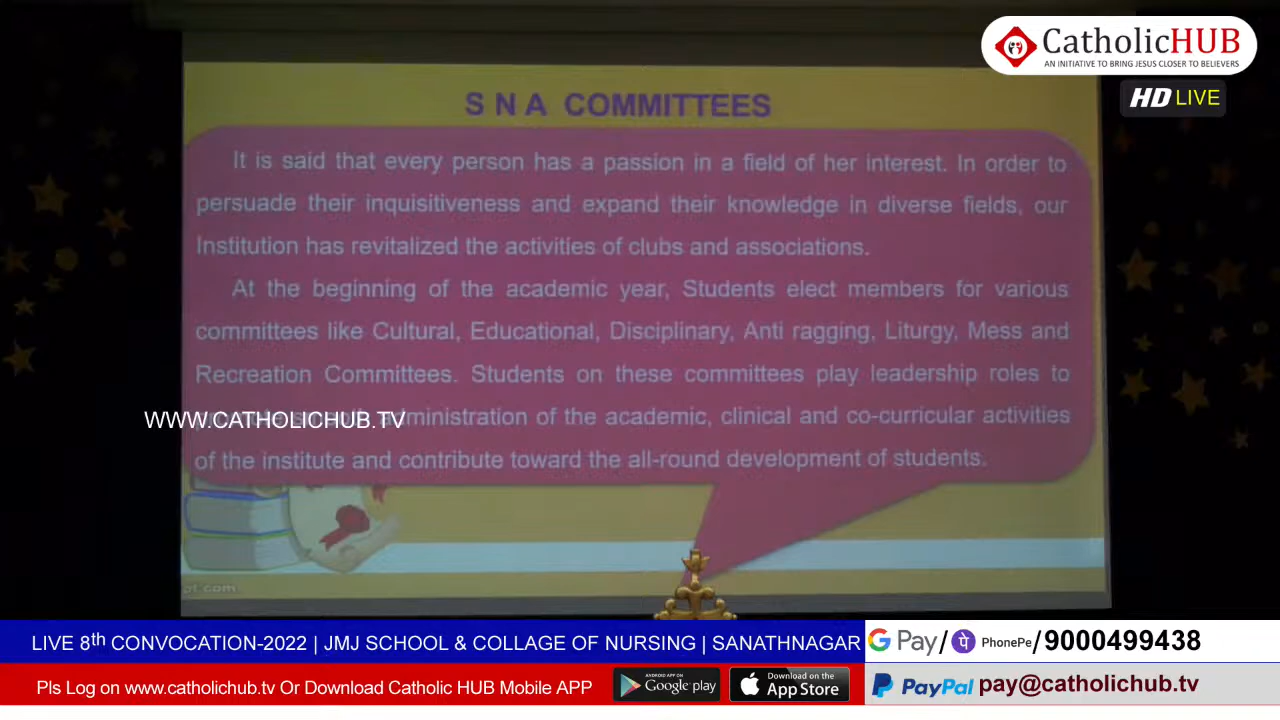 CatholicHUB
AN INITIATIVE TO BRING JESUS CLOSER TO BELIEVERS
HD LIVE
S N A COMMITTEES
It is said that every person has a passion in a field of her interest. In order to
persuade their inquisitiveness and expand their knowledge in diverse fields, our
Institution has revitalized the activities of clubs and associations.
At the beginning of the academic year, Students elect members for various
committees like Cultural, Educational, Disciplinary, Anti ragging, Liturgy, Mess and
Recreation Committees. Students on these committees play leadership roles to
WWW.CATHOLICHUB.TV
administration of the academic, clinical and co-curricular activities
of the institute and contribute toward the all-round development of students.
pt.com
LIVE 8th CONVOCATION-2022 | JMJ SCHOOL & COLLAGE OF NURSING | SANATHNAGAR
G Pay/ पे PhonePe/9000499438
Pls Log on www.catholichub.tv Or Download Catholic HUB Mobile APP
ANDROID APP ON
Google play
Download on the
App Store
PayPal pay@catholichub.tv